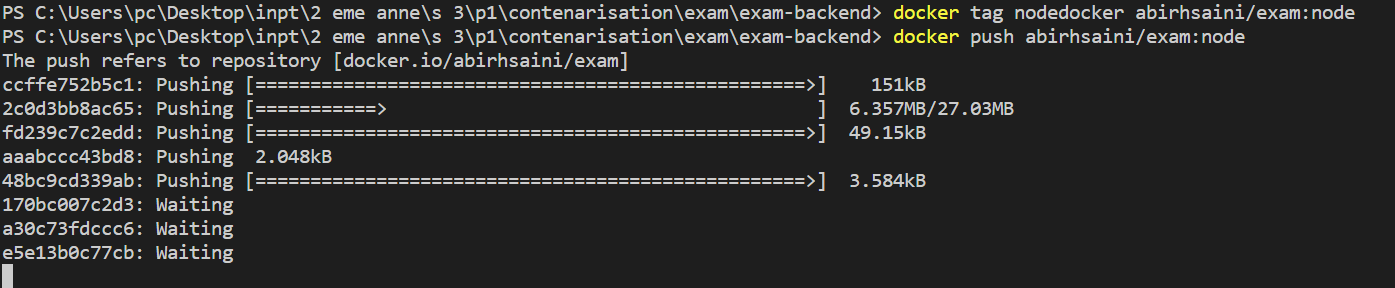 PS C:\Users\pc\Desktop\inpt\2 eme anne\s 3\p1\contenarisation\exam\exam-backend> docker tag nodedocker abirhsaini/exam:node
PS C:\Users\pc\Desktop\inpt\2 eme anne\s 3\p1\contenarisation\exam\exam-backend> docker push abirhsaini/exam:node
The push refers to repository [docker.io/abirhsaini/exam]
ccffe752b5c1: Pushing [==================================================>]    151kB
2c0d3bb8ac65: Pushing [===========>                                       ]  6.357MB/27.03MB
fd239c7c2edd: Pushing [==================================================>]  49.15kB
aaabccc43bd8: Pushing  2.048kB
48bc9cd339ab: Pushing [==================================================>]  3.584kB
170bc007c2d3: Waiting
a30c73fdccc6: Waiting
e5e13b0c77cb: Waiting